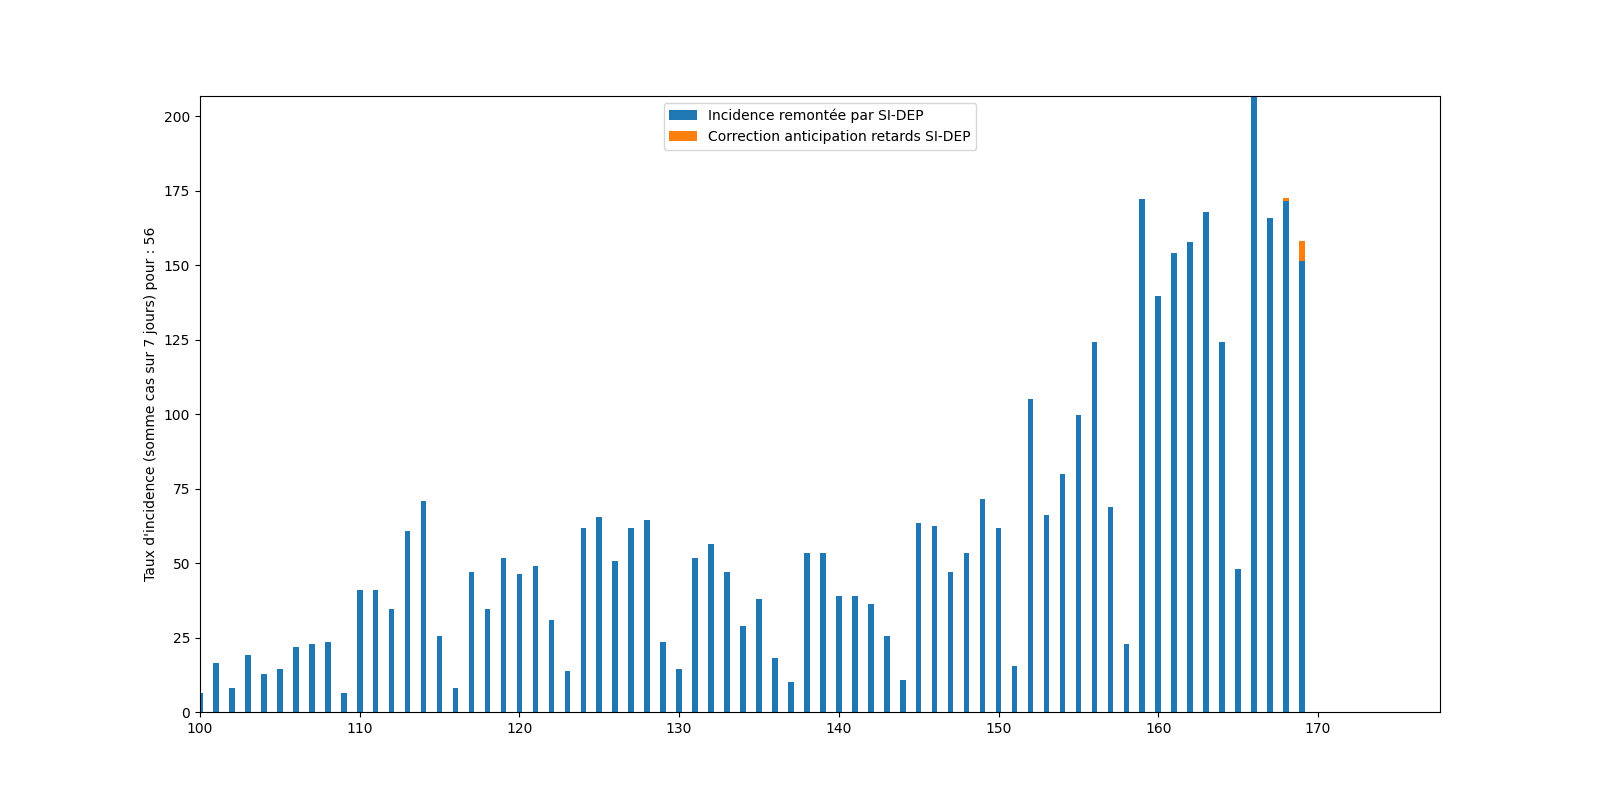 Incidence remontée par SI-DEP
Correction anticipation retards SI-DEP
Taux d'incidence (somme cas sur 7 jours) pour : 56
200
175
150
125
100
75
50
25
0
100 110 120 130 140 150 160 170